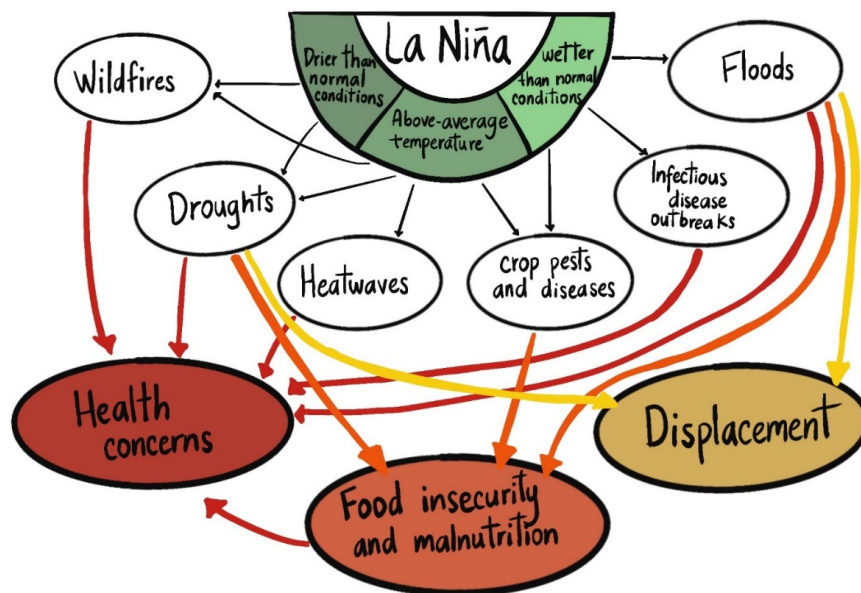 La Niña
Drier than
normal
conditions
Above-average
temperature
wetter
than normal
conditions
Wildfires
Floods
Droughts
Infectious
disease
outbreaks
Heatwaves
crop pests
and diseases
Health
concerns
Displacement
Food insecurity
and malnutrition